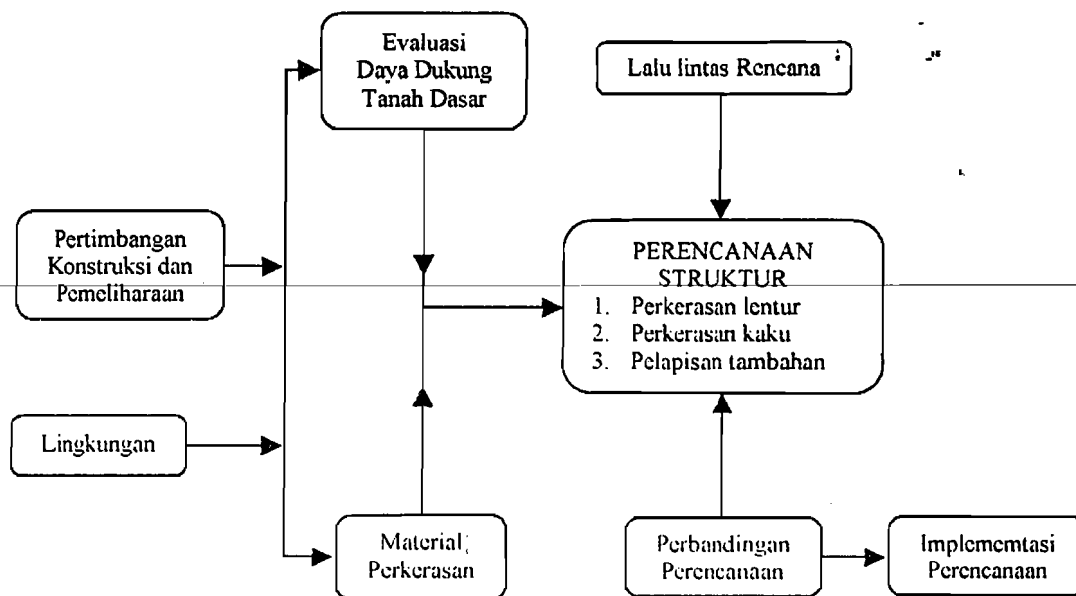 Evaluasi
Daya Dukung
Tanah Dasar
Lalu lintas Rencana
Pertimbangan
Konstruksi dan
Pemeliharaan
PERENCANAAN
STRUKTUR
1. Perkerasan lentur
2. Perkerasan kaku
3. Pelapisan tambahan
Lingkungan
Material
Perkerasan
Perbandingan
Perencanaan
Implememtasi
Perencanaan